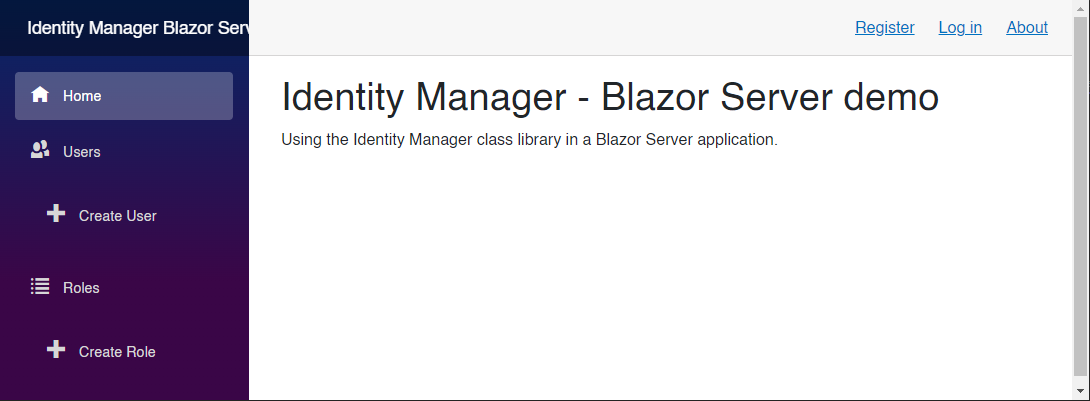 Identity Manager Blazor Serv
Register Log in About
Home
Users
Create User
Roles
Create Role
Identity Manager - Blazor Server demo
Using the Identity Manager class library in a Blazor Server application.